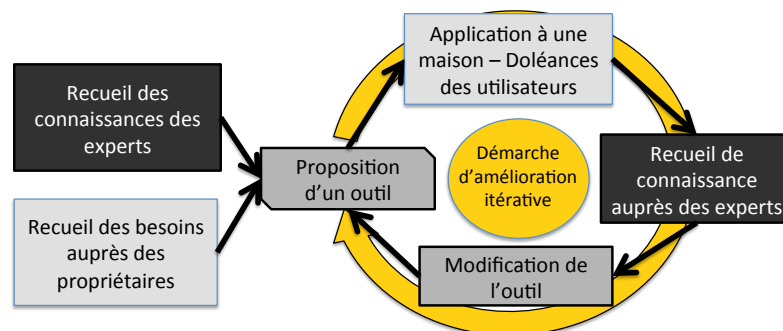 Recueil des
connaissances des
experts
Recueil des besoins
auprès des
propriétaires
Proposition
d'un outil
Application à une
maison – Doléances
des utilisateurs
Démarche
d'amélioration
itérative
Recueil de
connaissance
auprès des experts
Modification de
l'outil